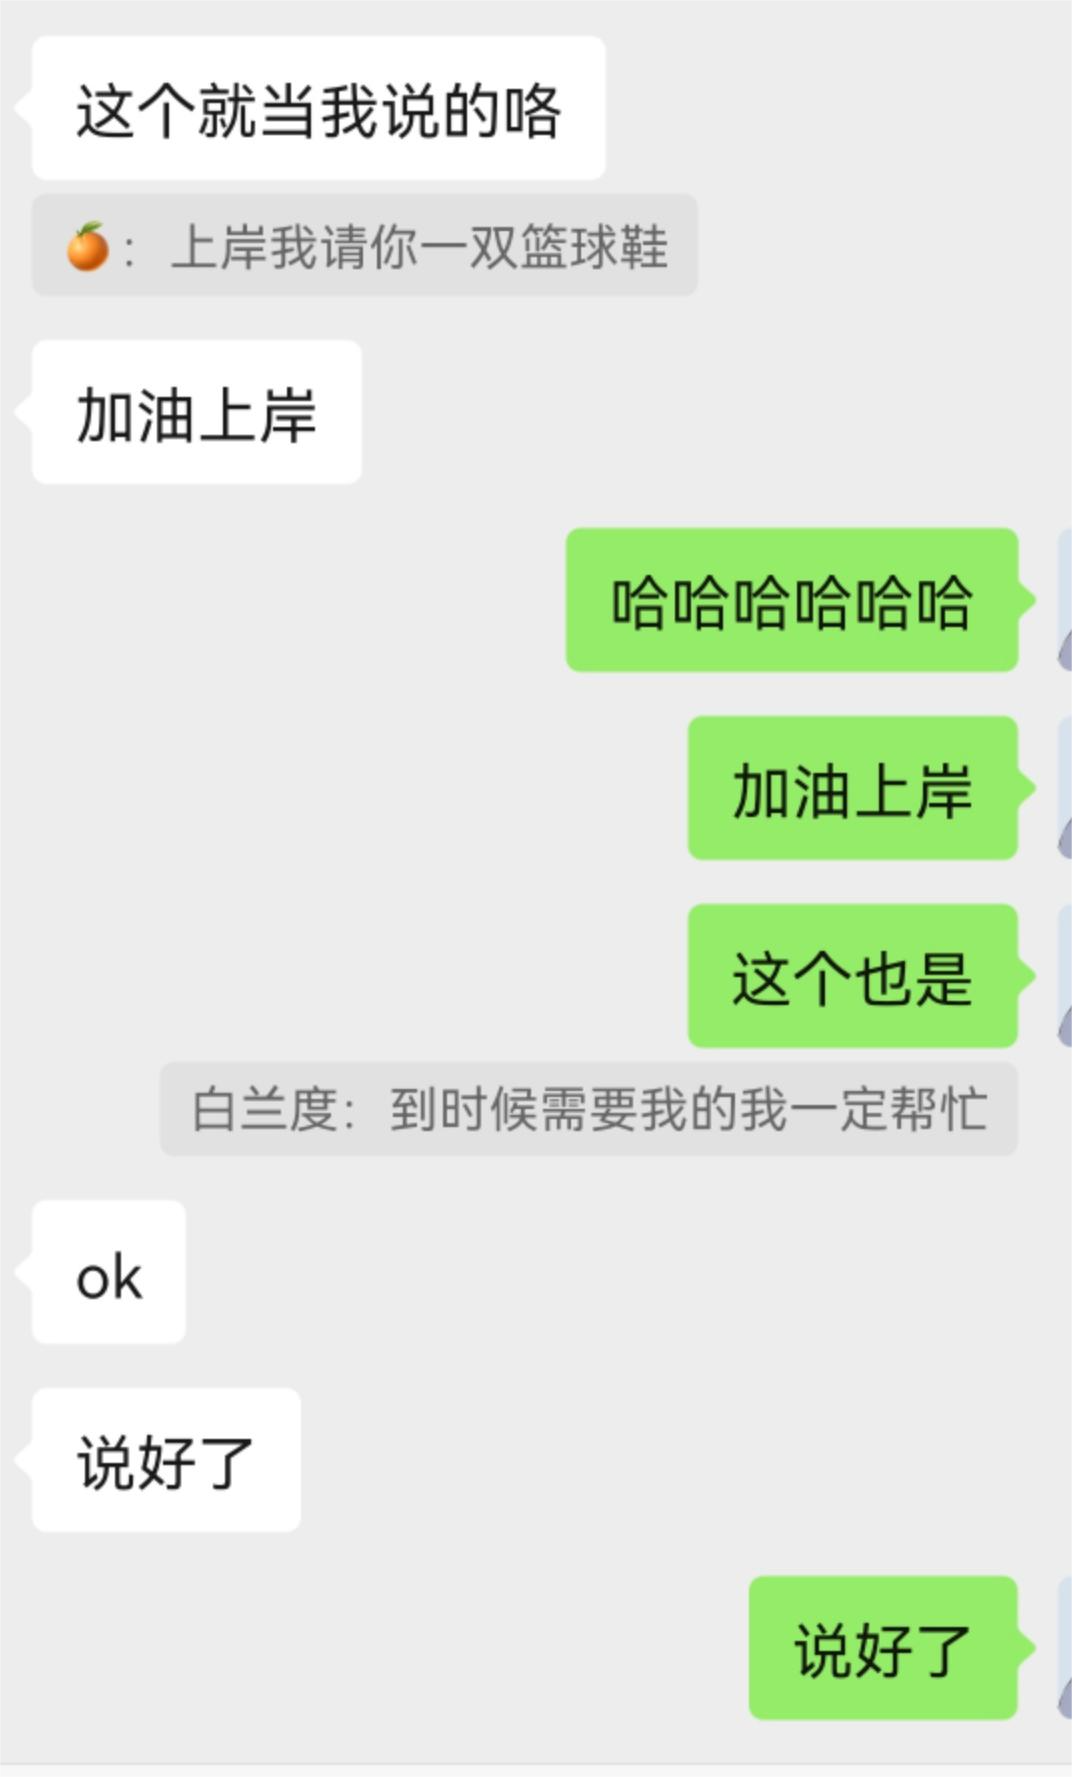 这个就当我说的咯
🍊：上岸我请你一双篮球鞋
加油上岸
哈哈哈哈哈哈
加油上岸
这个也是
白兰度：到时候需要我的我一定帮忙
ok
说好了
说好了